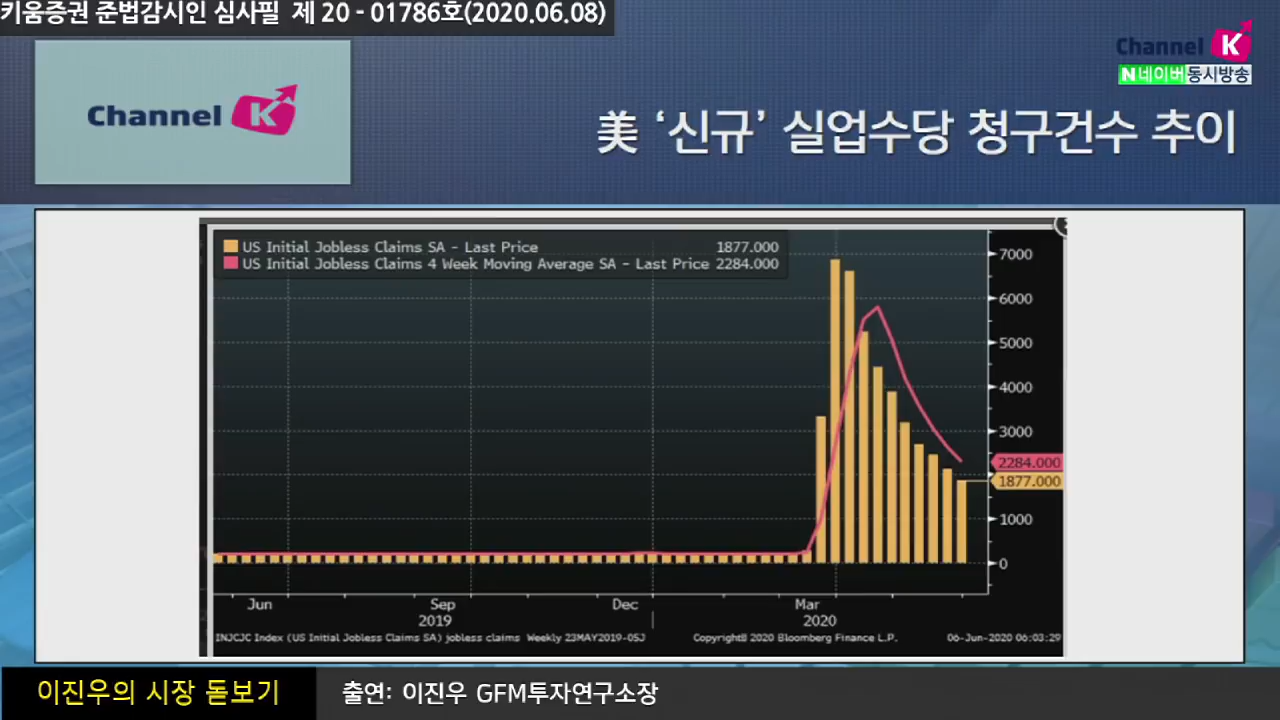 키움증권 준법감시인 심사필 제 20 - 01786호(2020.06.08)
Channel K
N 네이버 동시방송
Channel K
美 ‘신규’ 실업수당 청구건수 추이
US Initial Jobless Claims SA - Last Price 1877.000
US Initial Jobless Claims 4 Week Moving Average SA - Last Price 2284.000
7000
6000
5000
4000
3000
2284.000
1877.000
1000
0
Jun Sep Dec Mar
2019 2020
INJCJC Index (US Initial Jobless Claims SA) jobless claims Weekly 23MAY2019-05J Copyright© 2020 Bloomberg Finance L.P. 06-Jun-2020 06:03:29
이진우의 시장 돋보기
출연: 이진우 GFM투자연구소장